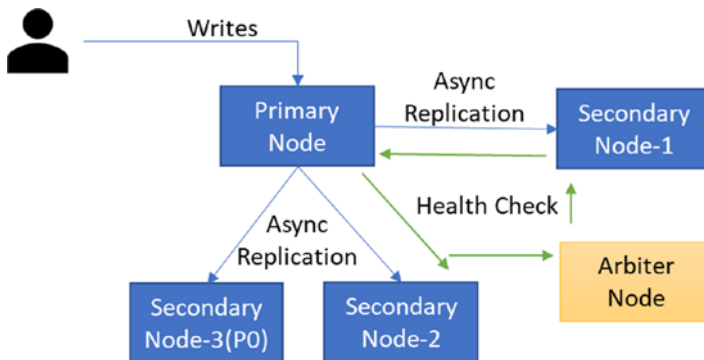 Writes
Primary
Node
Async
Replication
Secondary
Node-1
Health Check
Async
Replication
Arbiter
Node
Secondary
Node-3(P0)
Secondary
Node-2